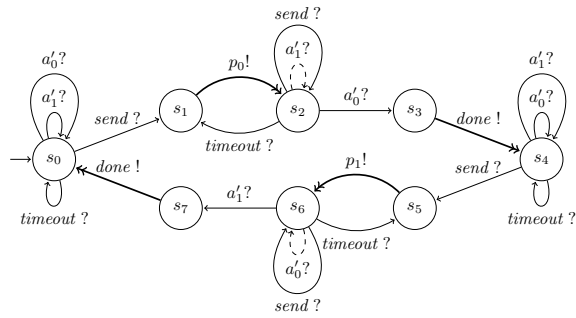 send ?
a′₀?
a′₁?
p₀!
a′₁?
a′₁?
a′₀?
send ?
s₁
s₂
a′₀?
s₃
done !
timeout ?
s₀
s₄
done !
p₁!
send ?
s₇
a′₁?
s₆
s₅
timeout ?
timeout ?
timeout ?
a′₀?
send ?